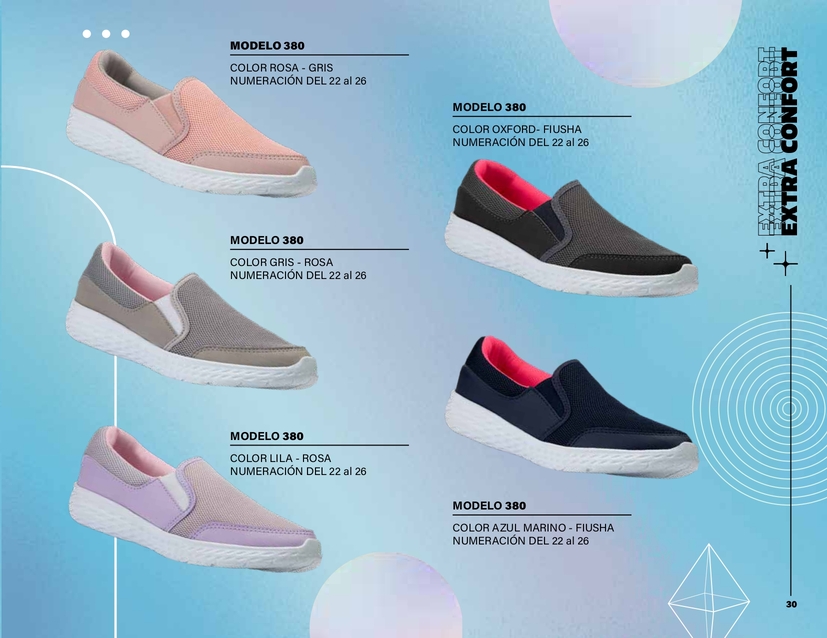 MODELO 380
COLOR ROSA - GRIS
NUMERACIÓN DEL 22 al 26
MODELO 380
COLOR GRIS - ROSA
NUMERACIÓN DEL 22 al 26
MODELO 380
COLOR LILA - ROSA
NUMERACIÓN DEL 22 al 26
MODELO 380
COLOR OXFORD- FIUSHA
NUMERACIÓN DEL 22 al 26
MODELO 380
COLOR AZUL MARINO - FIUSHA
NUMERACIÓN DEL 22 al 26
EXTRA CONFORT
EXTRA CONFORT
30